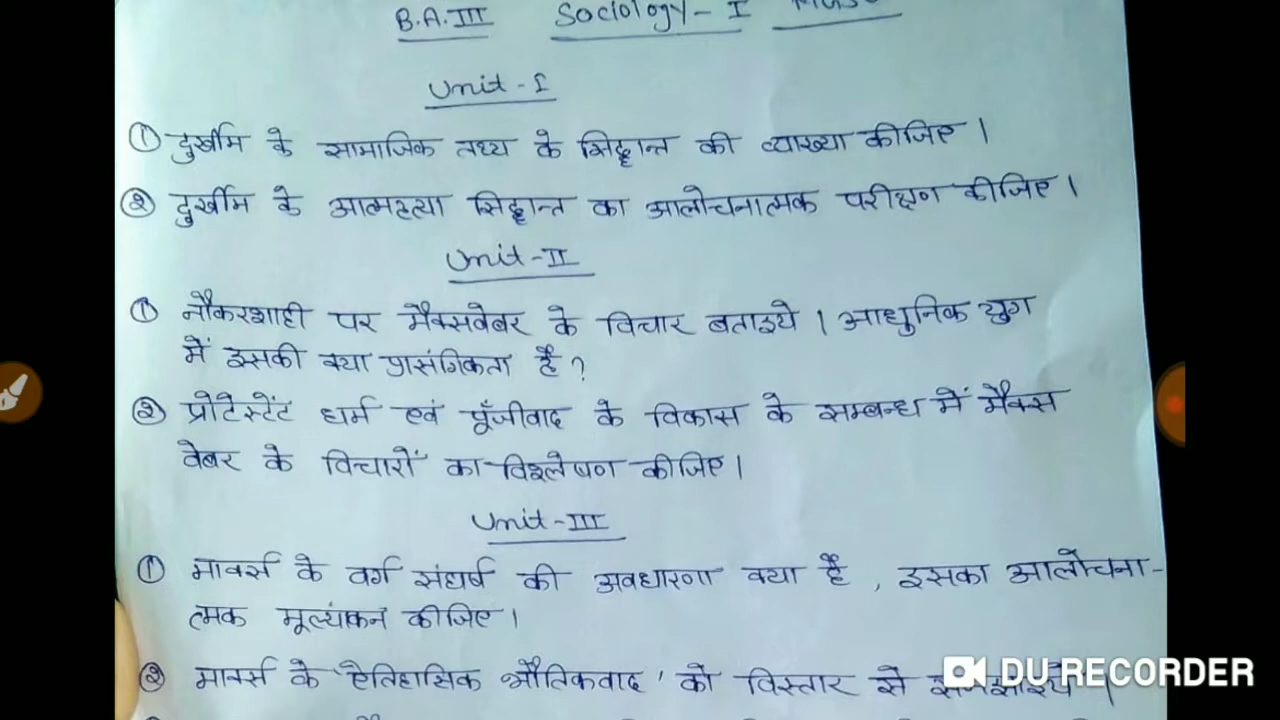 B.A.III Sociology-I
Unit-I
① दुर्खीम के सामाजिक तथ्य के सिद्धान्त की व्याख्या कीजिए ।
② दुर्खीम के आत्महत्या सिद्धान्त का आलोचनात्मक परीक्षण कीजिए ।
Unit-II
① नौकरशाही पर मैक्सवेबर के विचार बताइये । आधुनिक युग
में इसकी क्या प्रासंगिकता है ?
② प्रोटेस्टेंट धर्म एवं पूँजीवाद के विकास के सम्बन्ध में मैक्स
वेबर के विचारों का विश्लेषण कीजिए ।
Unit-III
① मार्क्स के वर्ग संघर्ष की अवधारणा क्या है , इसका आलोचना-
त्मक मूल्यांकन कीजिए ।
② मार्क्स के 'ऐतिहासिक भौतिकवाद' को विस्तार से
DU RECORDER